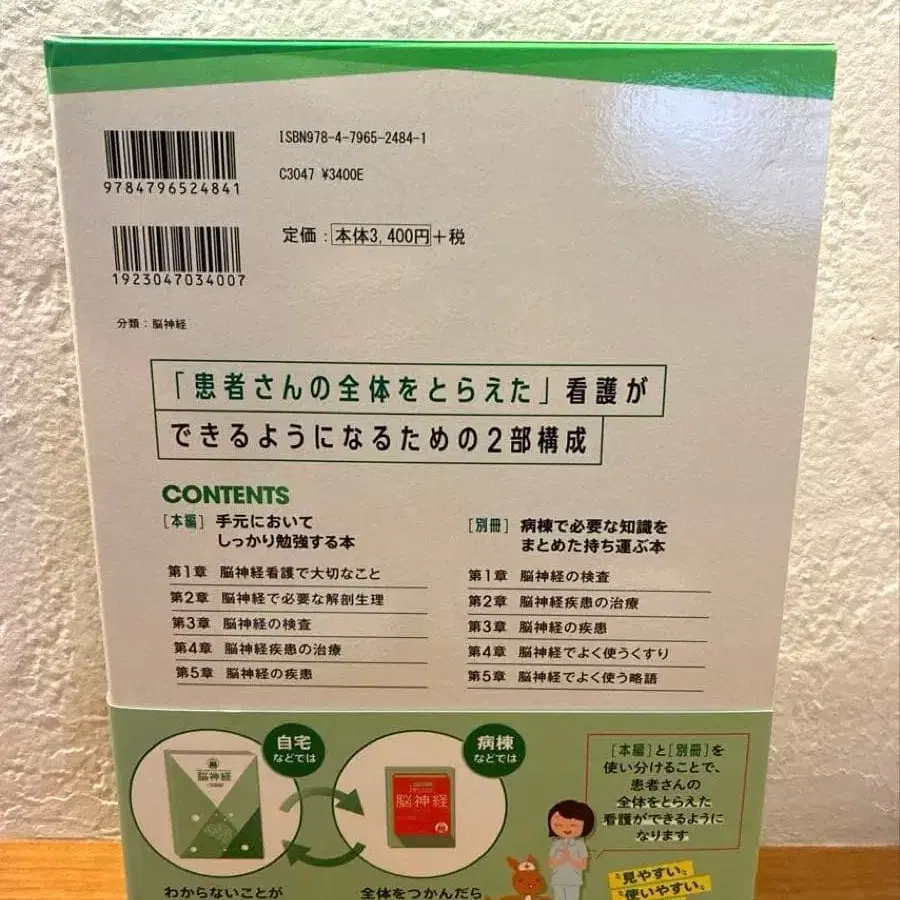 ISBN978-4-7965-2484-1
9784796524841
C3047 ¥3400E
定価：本体3,400円+税
1923047034007
分類：脳神経
「患者さんの全体をとらえた」看護が
できるようになるための2部構成
CONTENTS
[本編] 手元において
しっかり勉強する本
第1章 脳神経看護で大切なこと
第2章 脳神経で必要な解剖生理
第3章 脳神経の検査
第4章 脳神経疾患の治療
第5章 脳神経の疾患
[別冊] 病棟で必要な知識を
まとめた持ち運ぶ本
第1章 脳神経の検査
第2章 脳神経疾患の治療
第3章 脳神経の疾患
第4章 脳神経でよく使うくすり
第5章 脳神経でよく使う略語
自宅
などでは
脳神経
わからないことが
病棟
などでは
脳神経
全体をつかんだら
[本編]と[別冊]を
使い分けることで、
患者さんの
全体をとらえた
看護ができるように
なります
見やすい
使いやすい